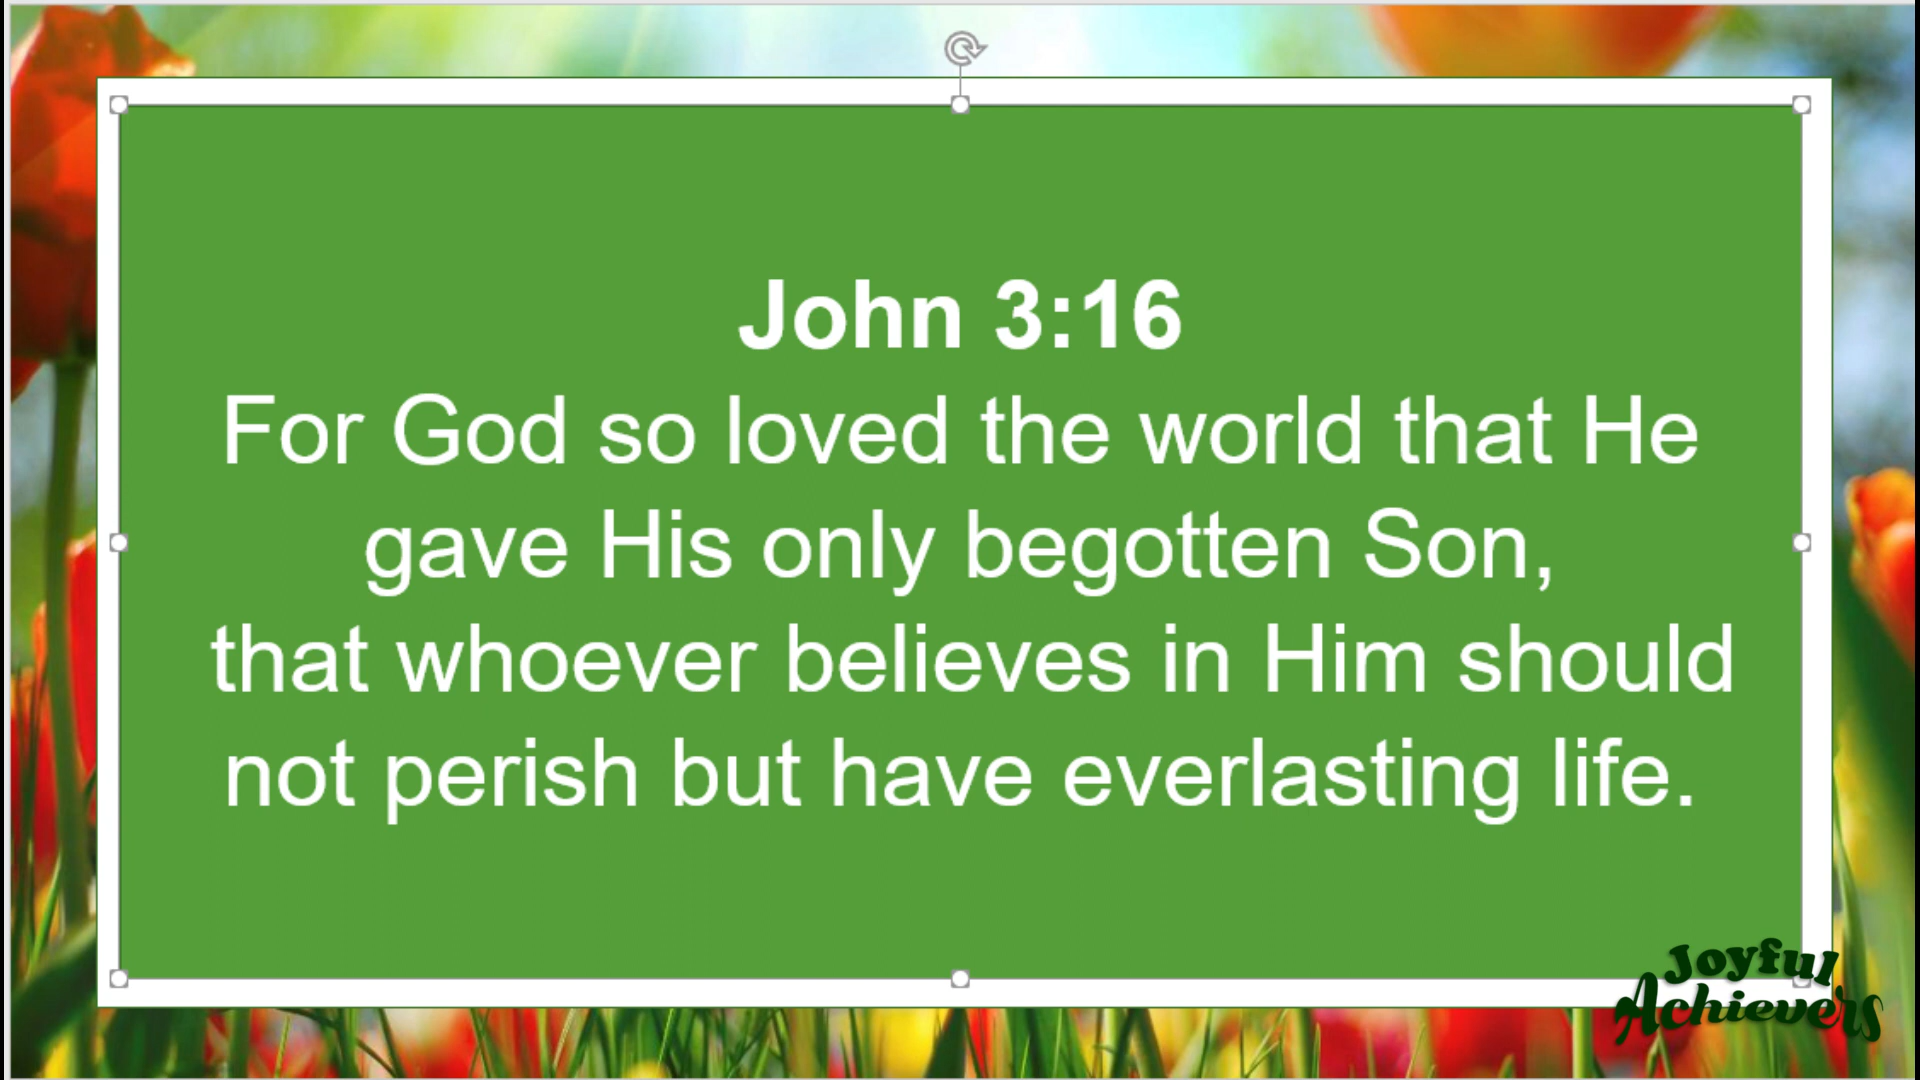 John 3:16
For God so loved the world that He
gave His only begotten Son,
that whoever believes in Him should
not perish but have everlasting life.
Joyful
Achievers